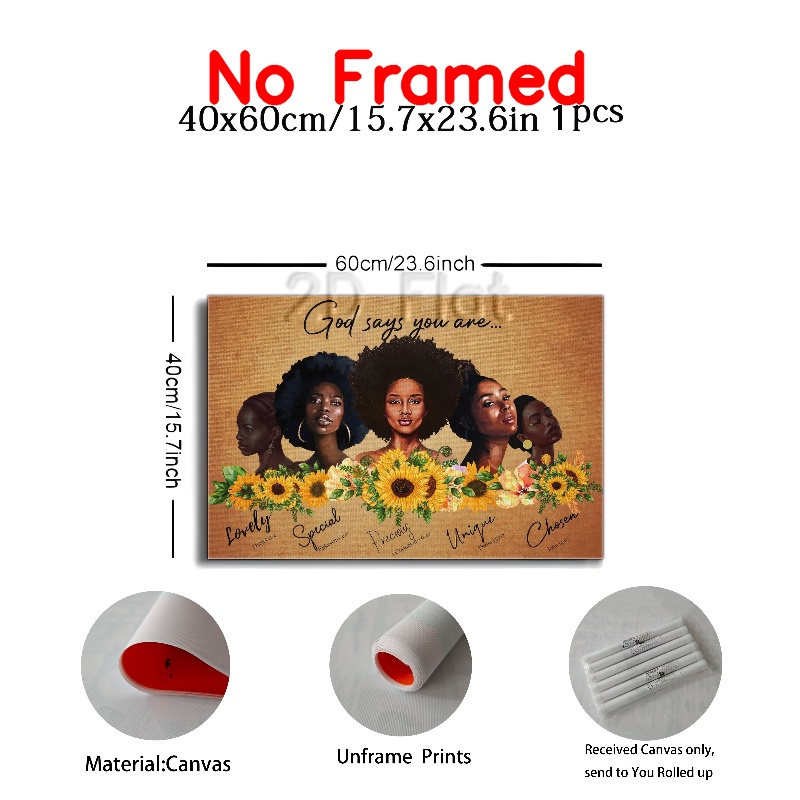 No Framed
40x60cm/15.7x23.6in 1pcs
60cm/23.6inch
2D Flat
40cm/15.7inch
God says you are...
Lovely Special Precious Unique Chosen
Material:Canvas
Unframe Prints
Received Canvas only,
send to You Rolled up